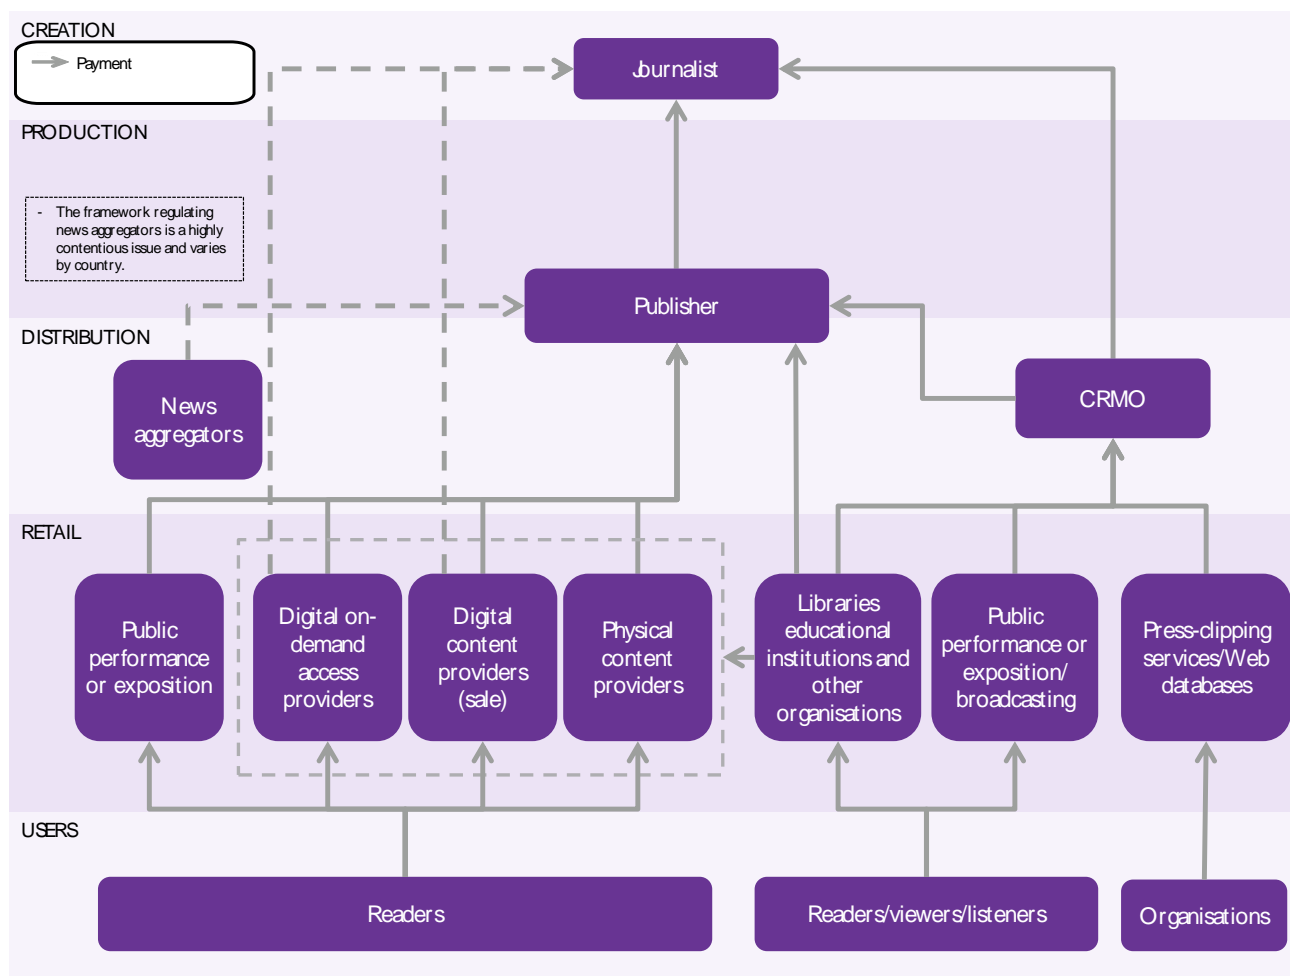 CREATION
Payment
Journalist
PRODUCTION
- The framework regulating
news aggregators is a highly
contentious issue and varies
by country.
Publisher
DISTRIBUTION
News
aggregators
CRMO
RETAIL
Public
performance
or exposition
Digital on-
demand
access
providers
Digital
content
providers
(sale)
Physical
content
providers
Libraries
educational
institutions and
other
organisations
Public
performance or
exposition/
broadcasting
Press-clipping
services/Web
databases
USERS
Readers
Readers/viewers/listeners
Organisations